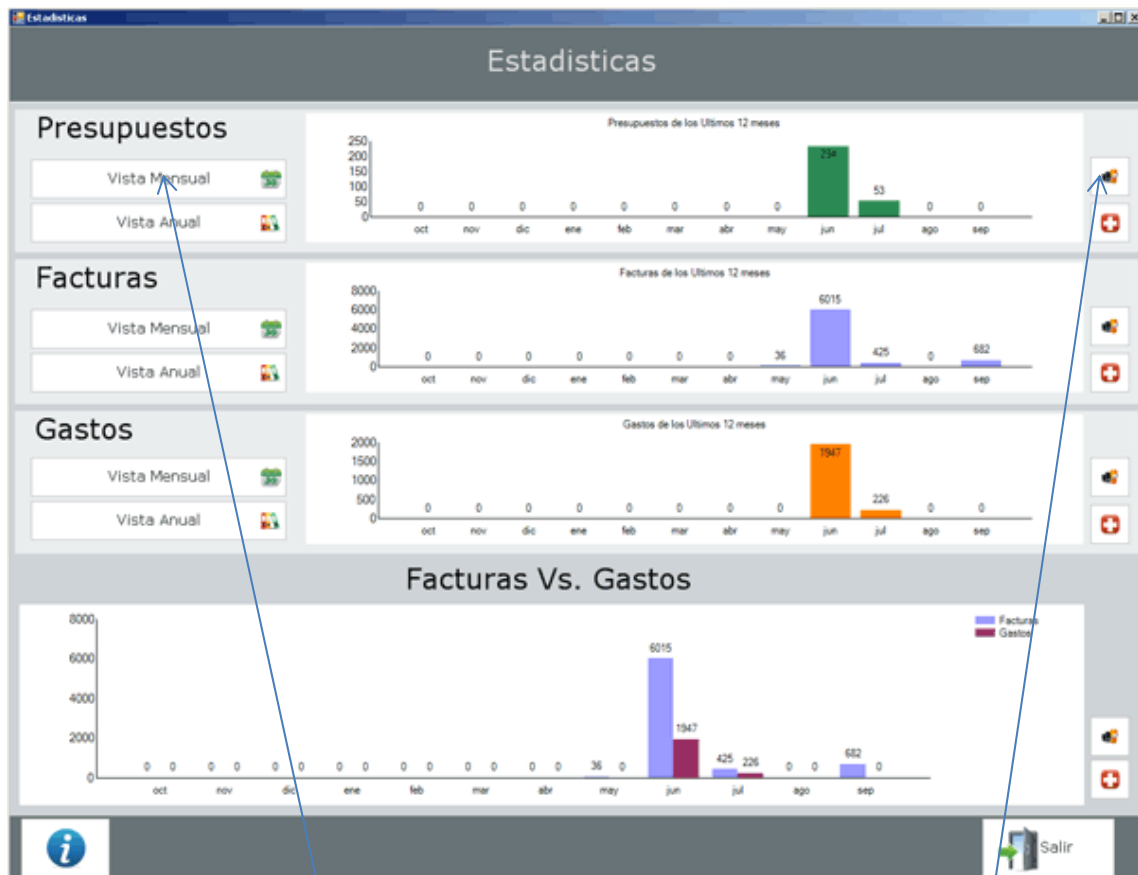 Estadisticas
Estadisticas
Presupuestos
Vista Mensual
Vista Anual
Presupuestos de los Ultimos 12 meses
250
200
150
100
50
0
0 0 0 0 0 0 0 0 234 53 0 0
oct nov dic ene feb mar abr may jun jul ago sep
Facturas
Vista Mensual
Vista Anual
Facturas de los Ultimos 12 meses
8000
6000
4000
2000
0
0 0 0 0 0 0 0 36 6015 425 0 682
oct nov dic ene feb mar abr may jun jul ago sep
Gastos
Vista Mensual
Vista Anual
Gastos de los Ultimos 12 meses
2000
1500
1000
500
0
0 0 0 0 0 0 0 0 1947 226 0 0
oct nov dic ene feb mar abr may jun jul ago sep
Facturas Vs. Gastos
Facturas
Gastos
8000
6000
4000
2000
0
0 0 0 0 0 0 0 0 0 0 0 0 0 0 36 0 6015 1947 425 226 0 0 682 0
oct nov dic ene feb mar abr may jun jul ago sep
i
Salir